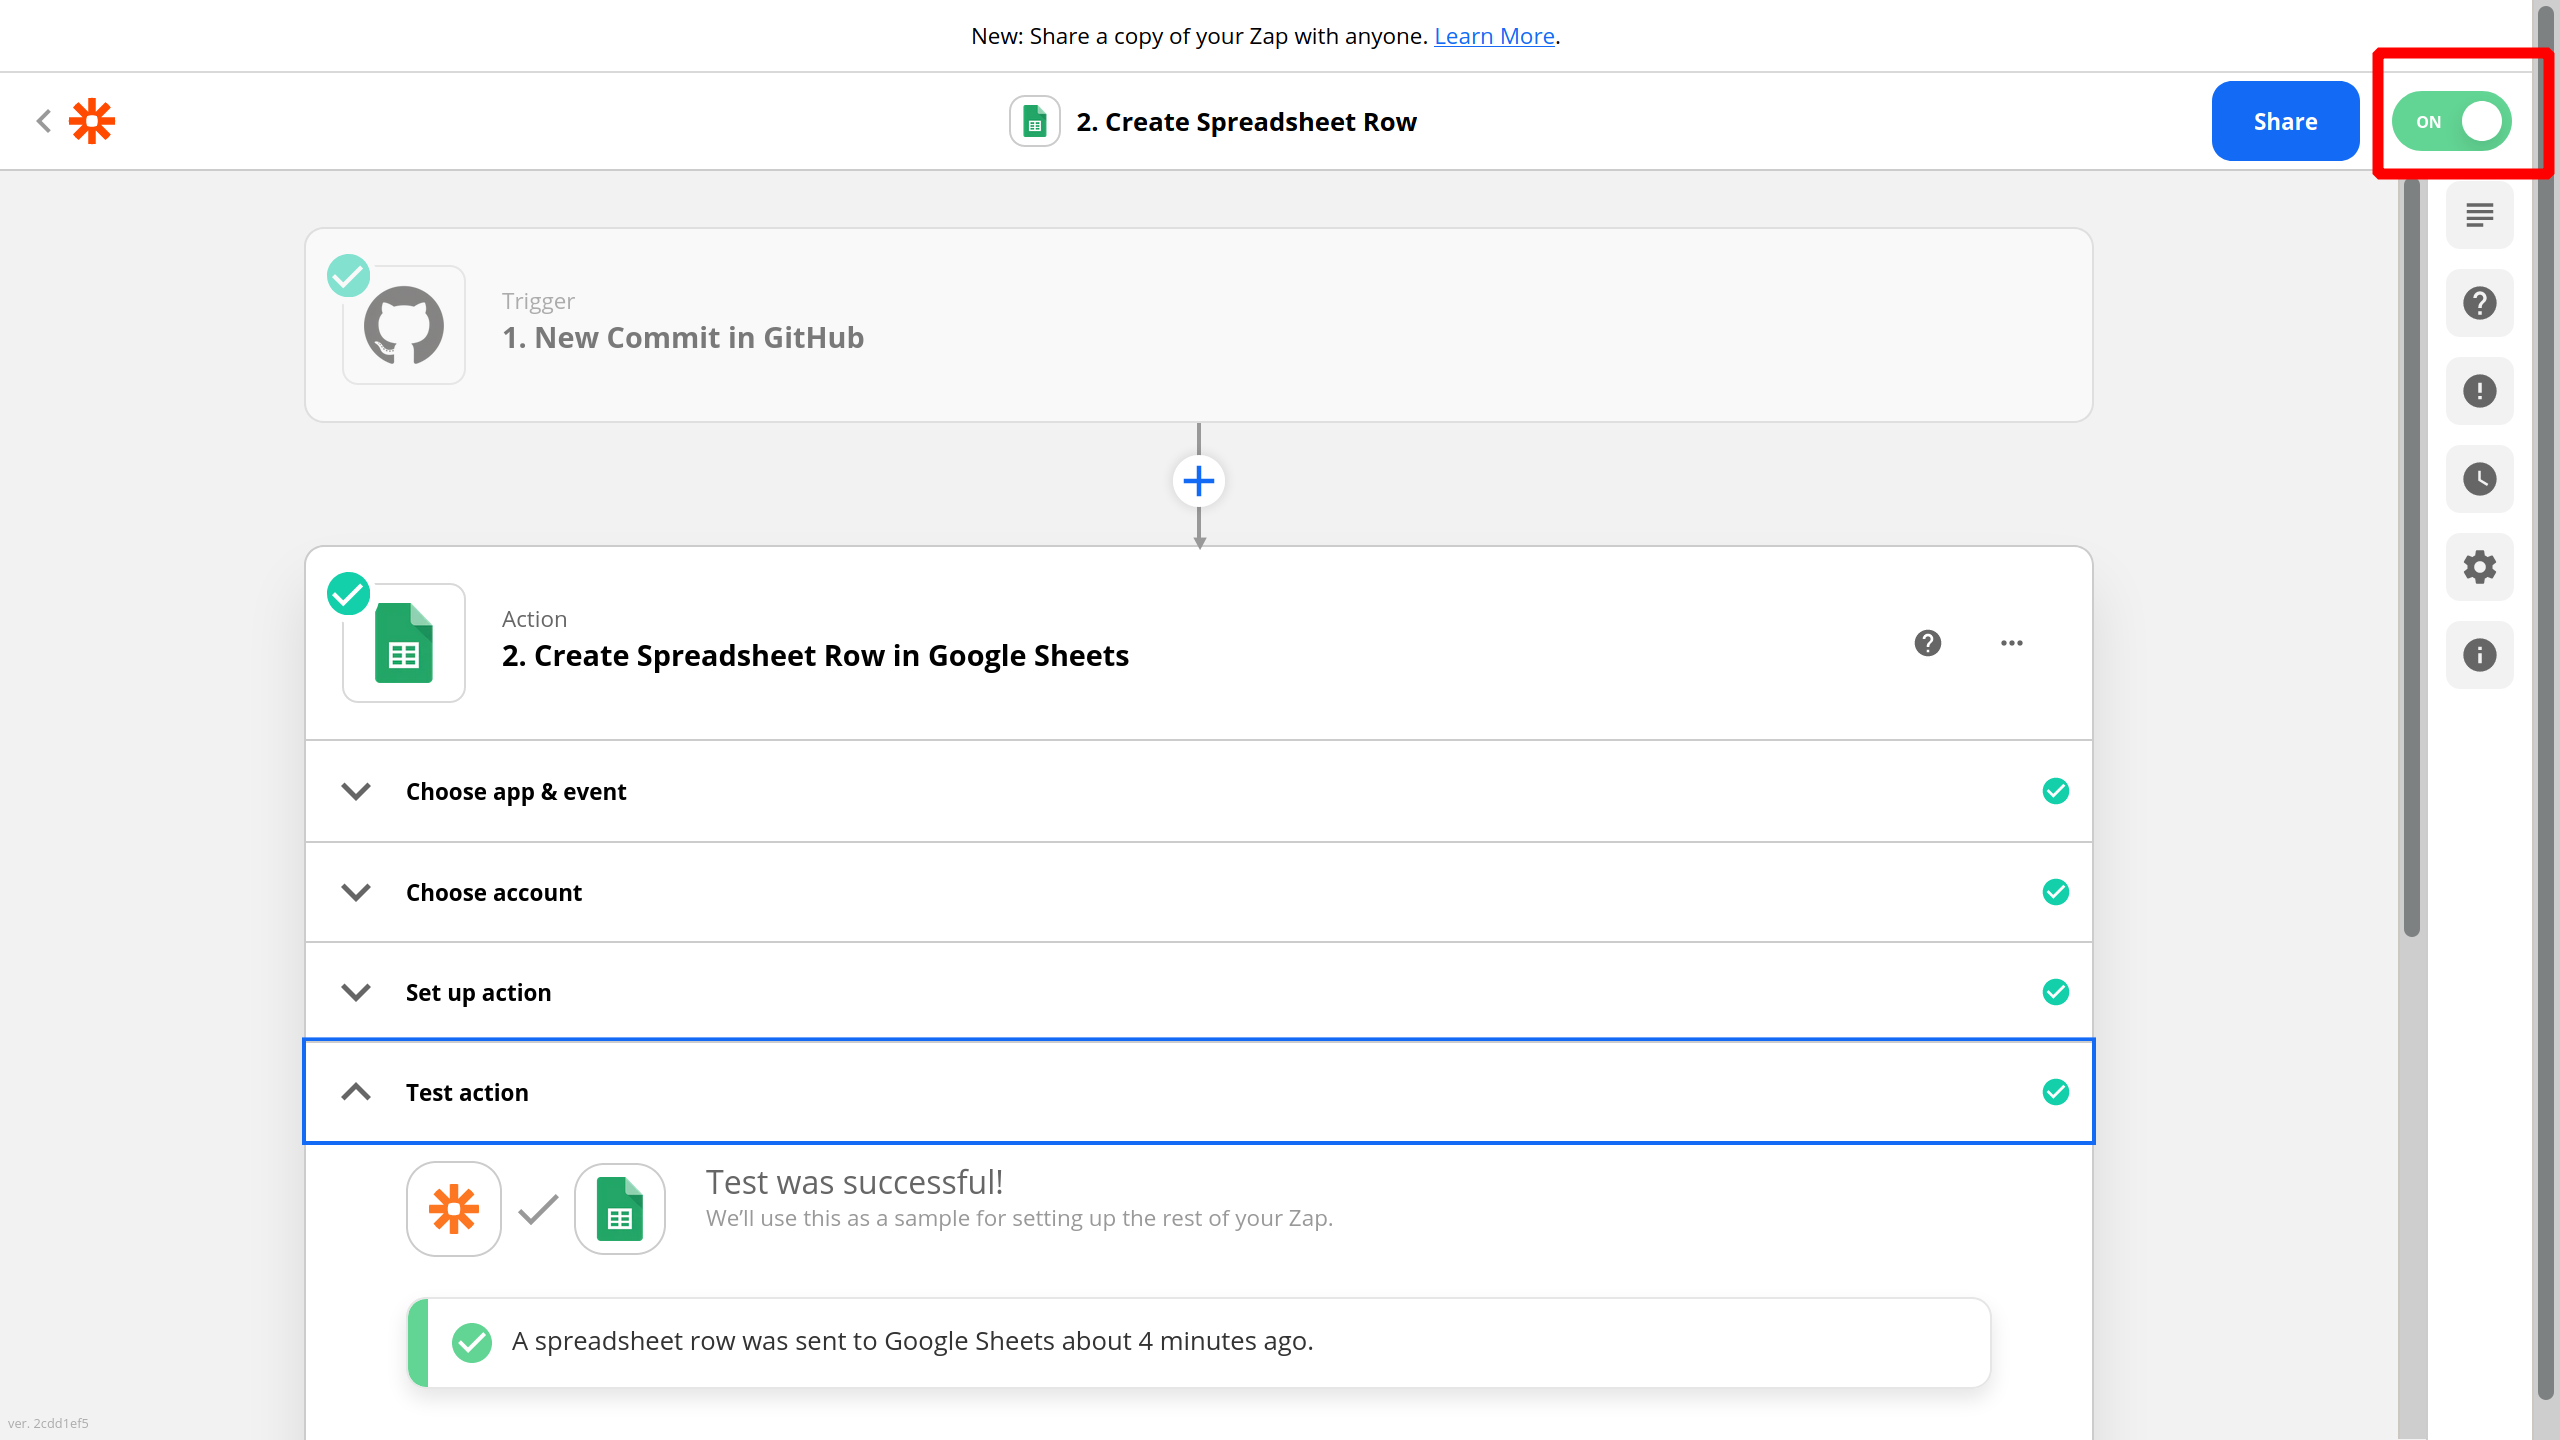 New: Share a copy of your Zap with anyone. Learn More.
2. Create Spreadsheet Row
Share
ON
Trigger
1. New Commit in GitHub
Action
2. Create Spreadsheet Row in Google Sheets
Choose app & event
Choose account
Set up action
Test action
Test was successful!
We'll use this as a sample for setting up the rest of your Zap.
A spreadsheet row was sent to Google Sheets about 4 minutes ago.
ver. 2cdd1ef5